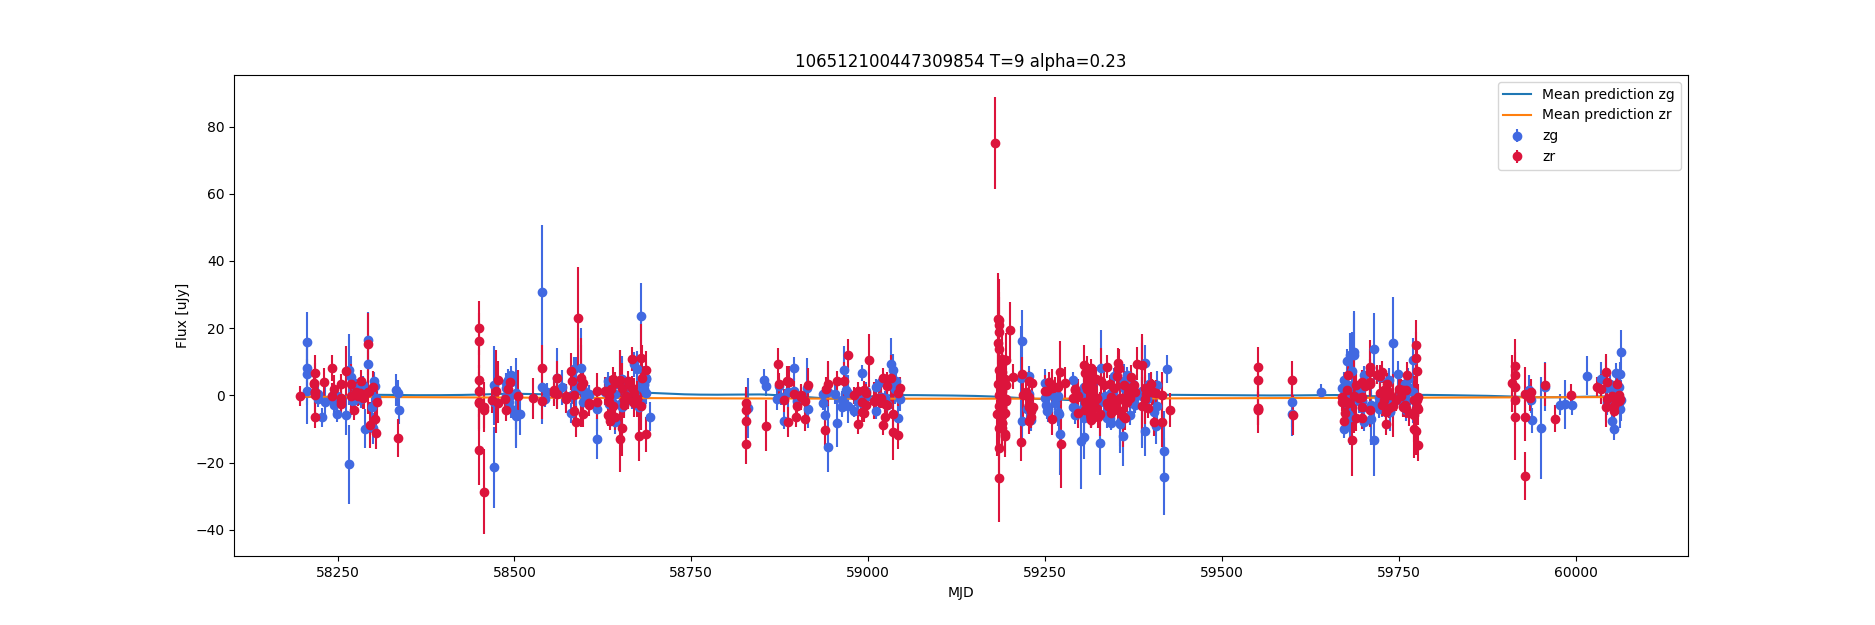 106512100447309854 T=9 alpha=0.23
Mean prediction zg
Mean prediction zr
zg
zr
80
60
40
20
0
−20
−40
Flux [uJy]
58250 58500 58750 59000 59250 59500 59750 60000
MJD